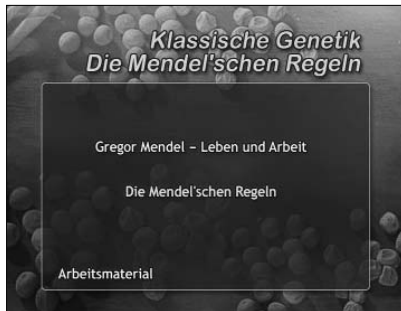 Klassische Genetik
Die Mendel'schen Regeln
Gregor Mendel – Leben und Arbeit
Die Mendel'schen Regeln
Arbeitsmaterial